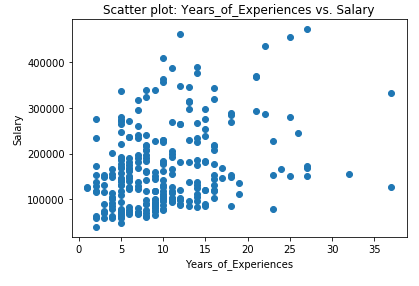 Scatter plot: Years_of_Experiences vs. Salary
400000
300000
200000
100000
Salary
0 5 10 15 20 25 30 35
Years_of_Experiences